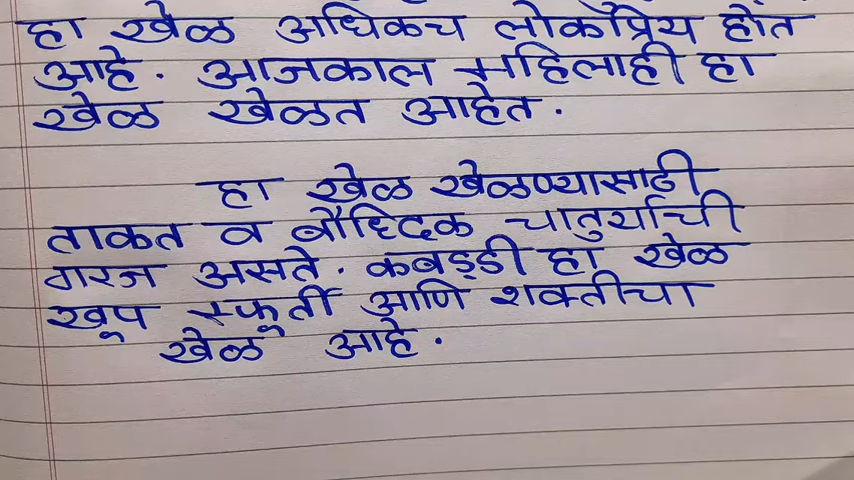 हा खेळ अधिकच लोकप्रिय होत
आहे. आजकाल महिलाही हा
खेळ खेळत आहेत.
हा खेळ खेळण्यासाठी
ताकत व बौध्दिक चातुर्याची
गरज असते. कबड्डी हा खेळ
खूप स्फूर्ती आणि शक्तीचा
खेळ आहे.